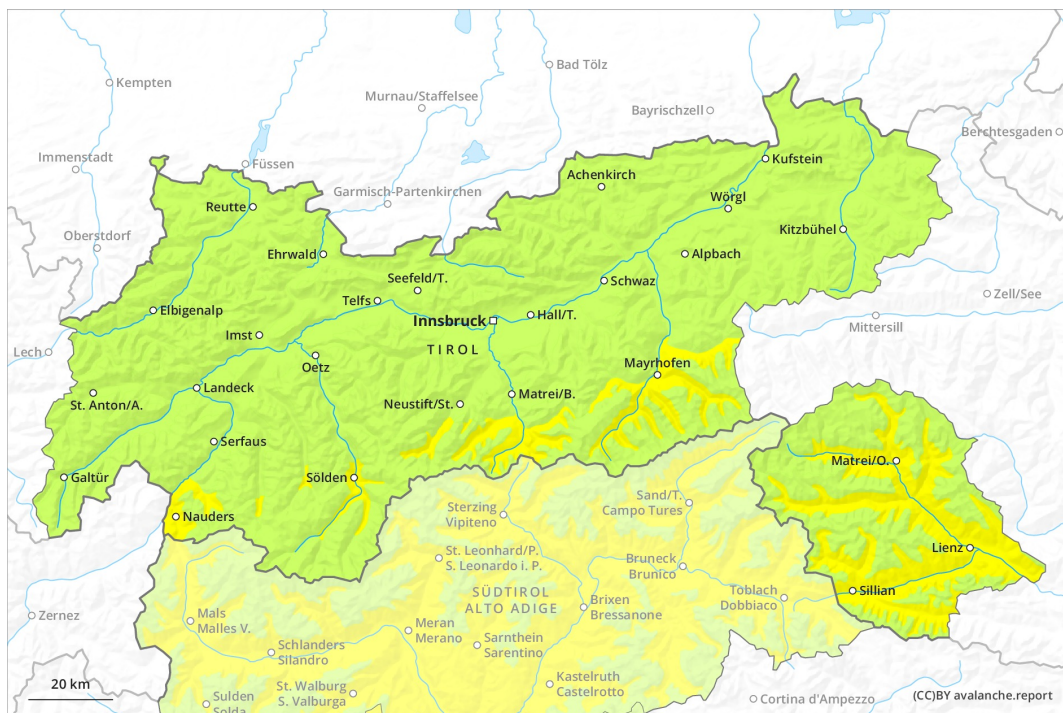 Kempten
Bad Tölz
Murnau/Staffelsee
Bayrischzell
Berchtesgaden
Immenstadt
Füssen
Kufstein
Achenkirch
Garmisch-Partenkirchen
Wörgl
Reutte
Oberstdorf
Kitzbühel
Ehrwald
Alpbach
Seefeld/T.
Schwaz
Zell/See
Telfs
Elbigenalp
Hall/T.
Innsbruck
Mittersill
Imst
TIROL
Lech
Oetz
Mayrhofen
Landeck
St. Anton/A.
Matrei/B.
Neustift/St.
Serfaus
Matrei/O.
Galtür
Sölden
Sand/T.
Campo Tures
Sterzing
Vipiteno
Nauders
Lienz
St. Leonhard/P.
S. Leonardo i. P.
Bruneck
Brunico
Sillian
SÜDTIROL
ALTO ADIGE
Toblach
Dobbiaco
Brixen
Bressanone
Zernez
Mals
Malles V.
Meran
Merano
Schlanders
Silandro
Sarnthein
Sarentino
20 km
St. Walburg
S. Valburga
Kastelruth
Castelrotto
Sulden
Solda
Cortina d'Ampezzo
(CC)BY avalanche.report